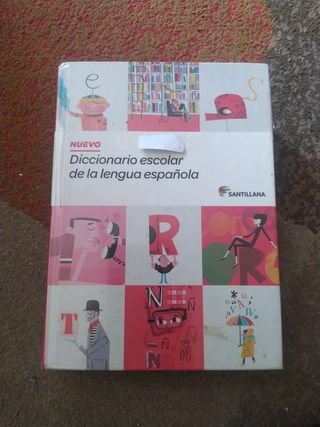 e
S
NUEVO
Diccionario escolar
de la lengua española
SANTILLANA
R
R
T
N
Ñ Ñ